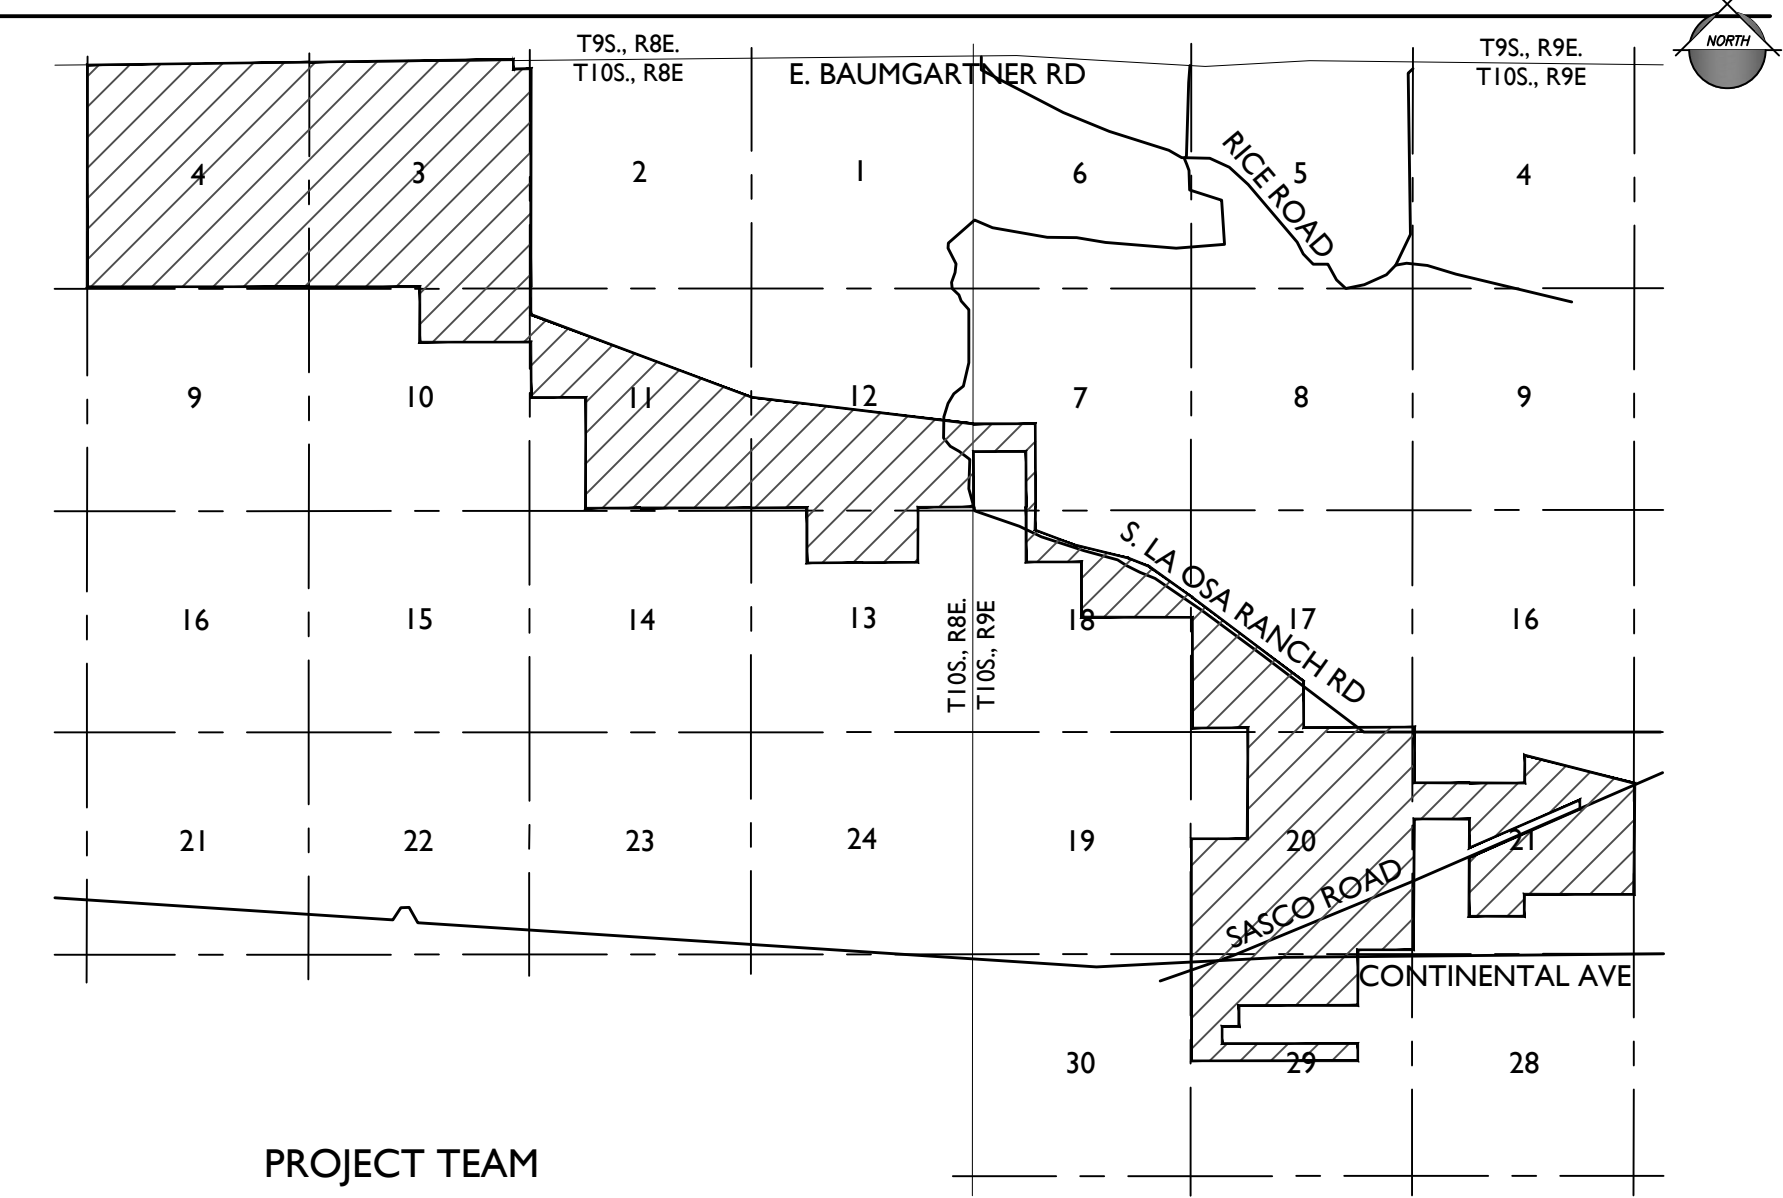 T9S., R8E.
T10S., R8E
E. BAUMGARTNER RD
T9S., R9E.
T10S., R9E
NORTH
4
3
2
1
6
RICE ROAD
5
4
9
10
11
12
7
8
9
S. LA OSA RANCH RD
16
15
14
13
T10S., R8E.
T10S., R9E
18
17
16
21
22
23
24
19
20
21
SASCO ROAD
CONTINENTAL AVE
30
29
28
PROJECT TEAM